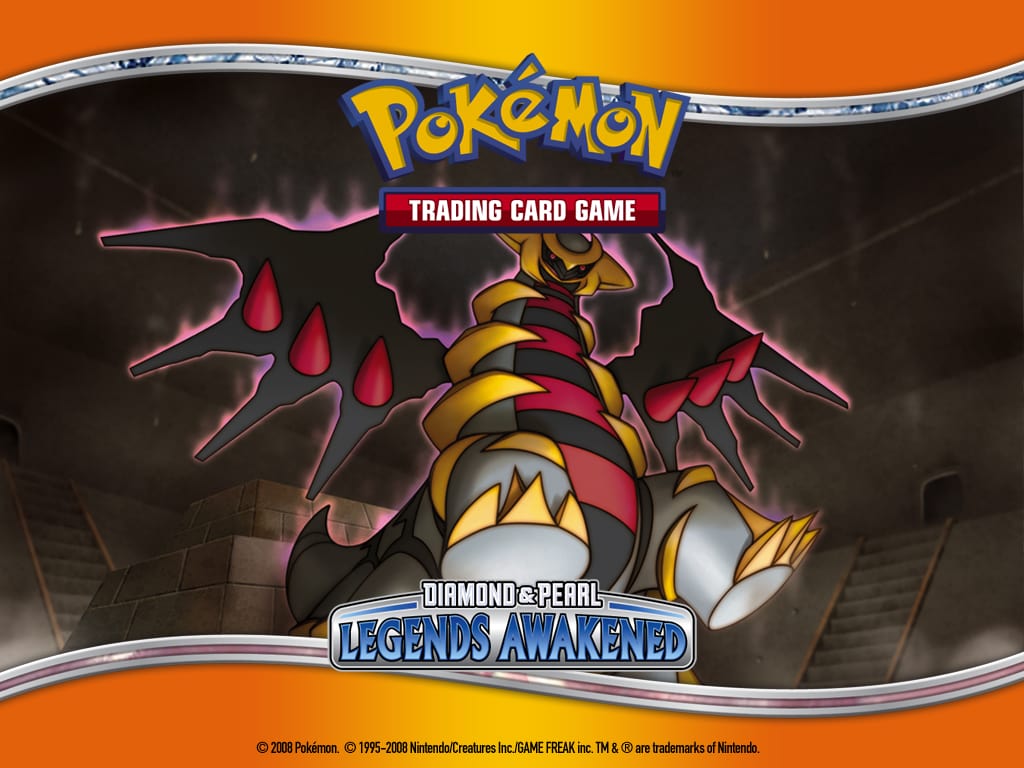 POKéMON
TRADING CARD GAME
DIAMOND & PEARL
LEGENDS AWAKENED
© 2008 Pokémon. © 1995-2008 Nintendo/Creatures Inc./GAME FREAK inc. TM & ® are trademarks of Nintendo.